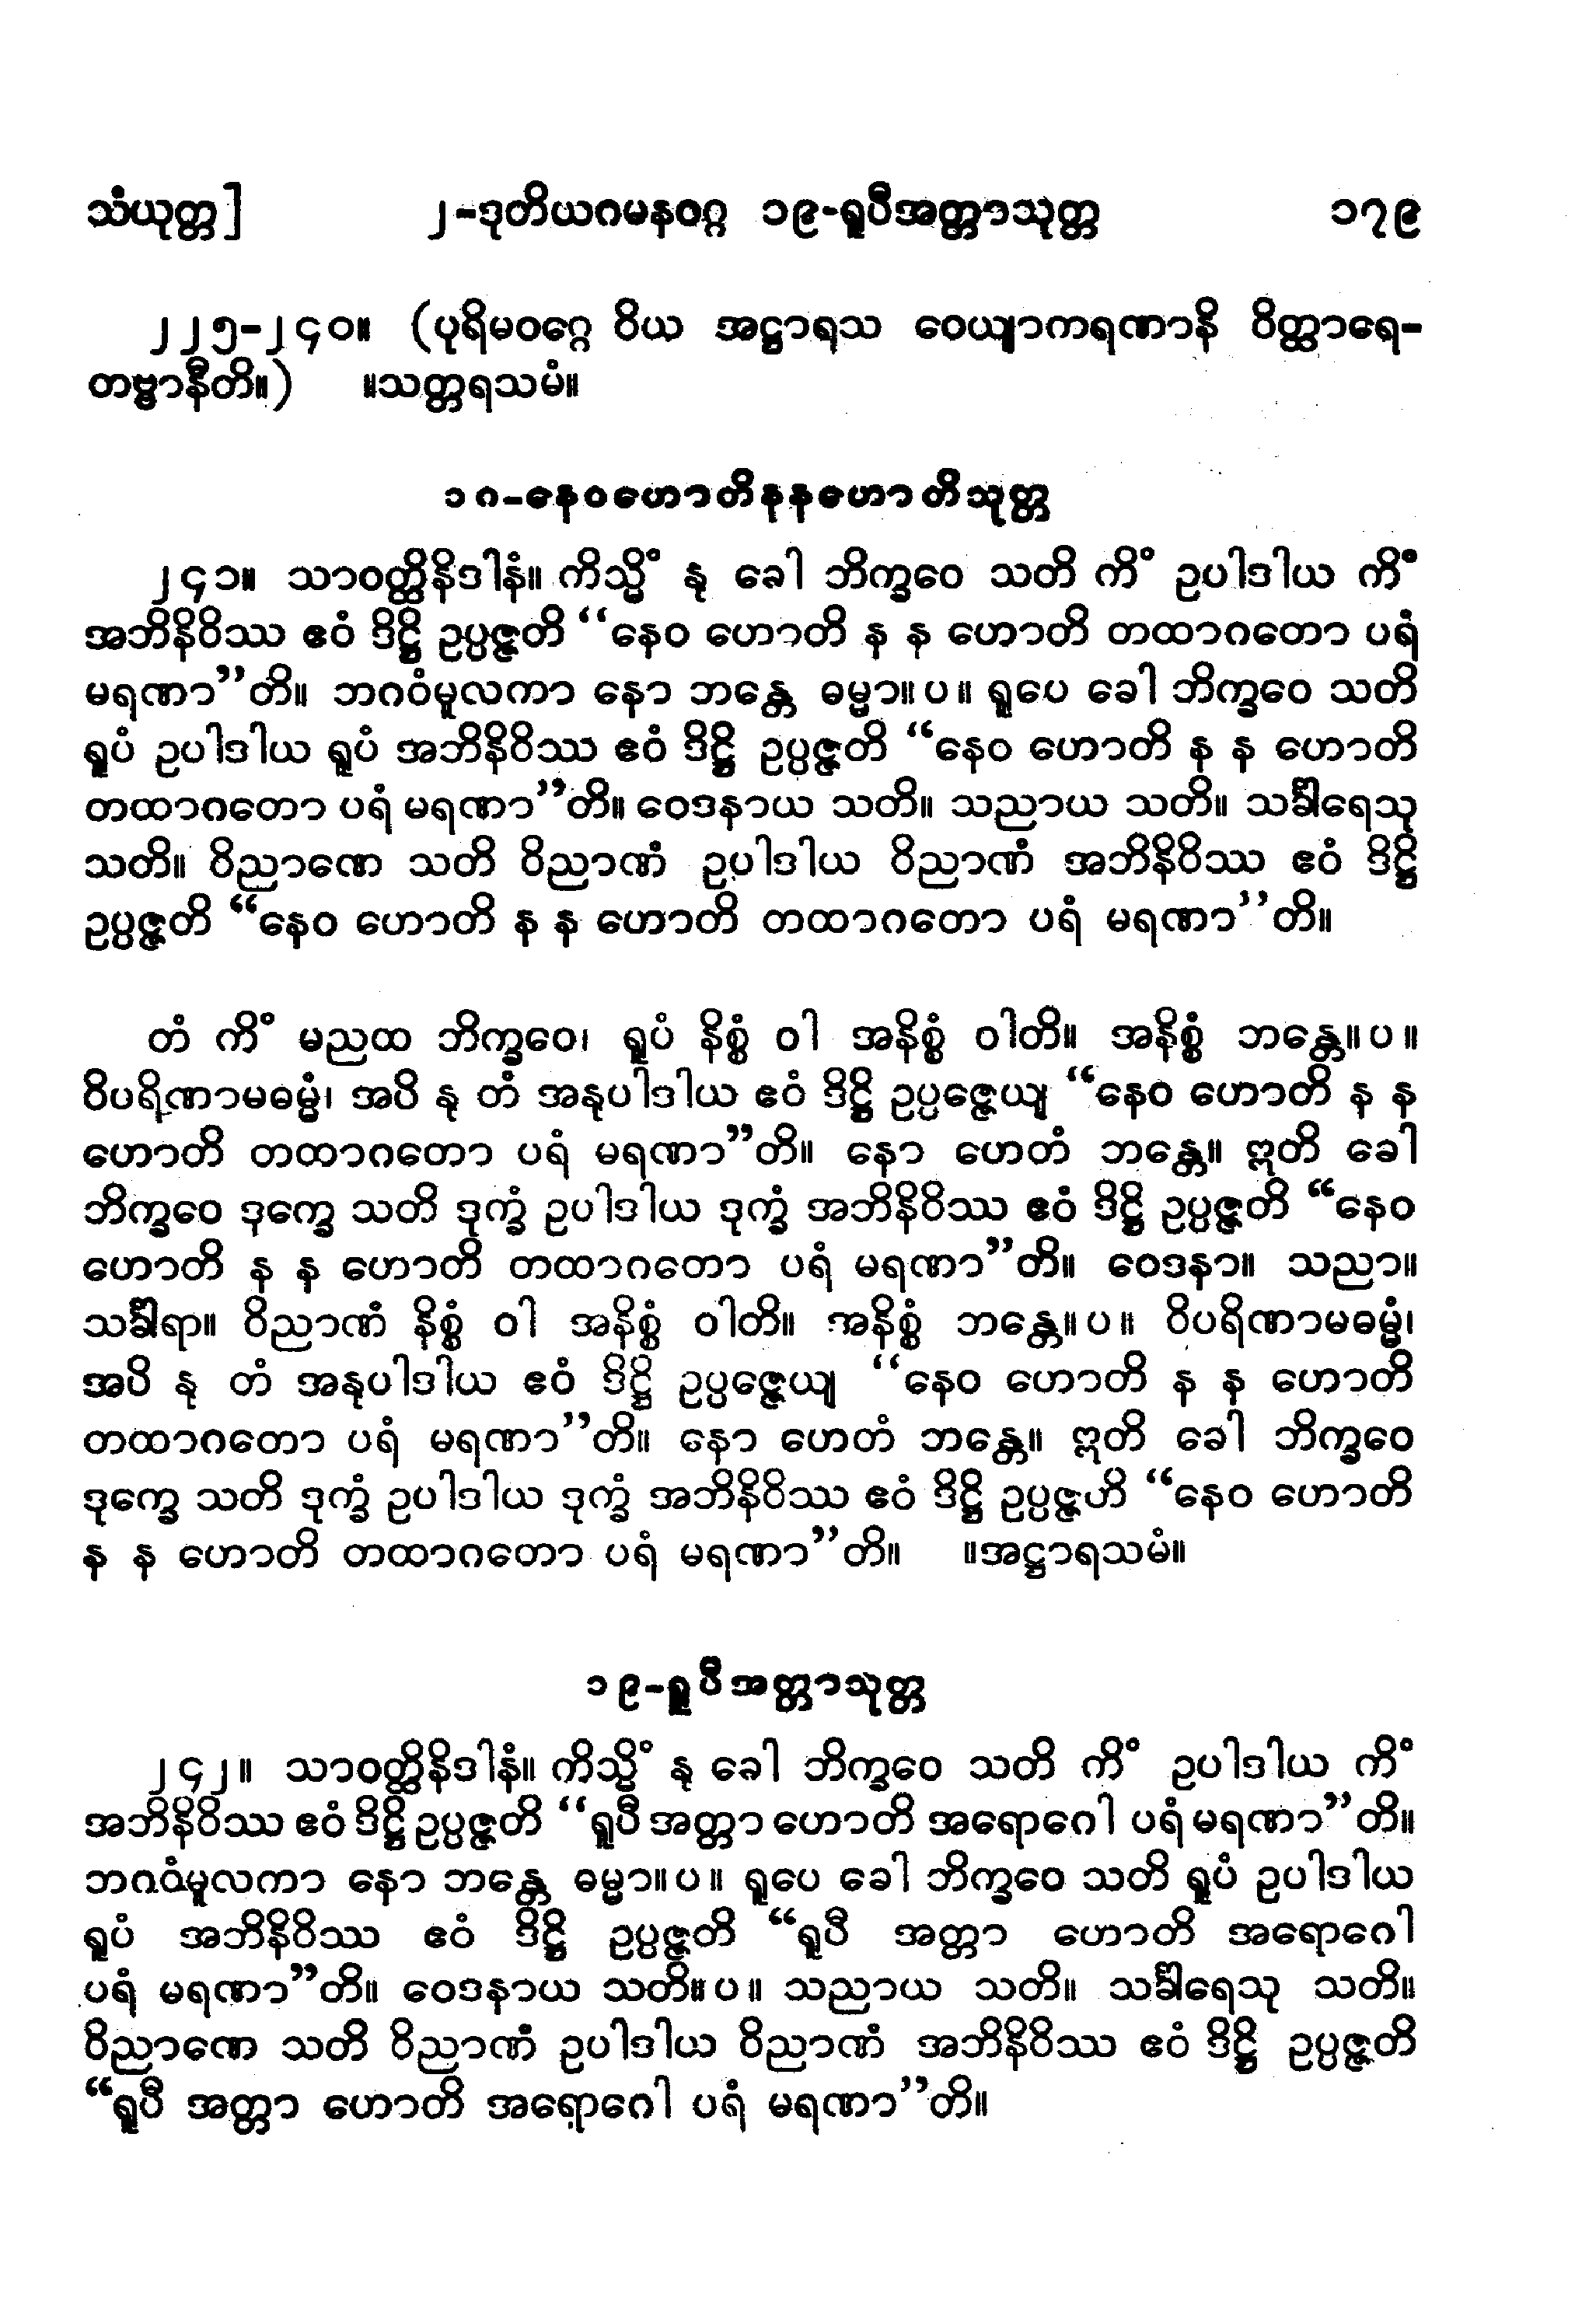 သံယုတ္တ] ၂-ဒုတိယဂမနဝဂ္ဂ ၁၉-ရူပီအတ္တာသုတ္တ ၁၇၉
၂၂၅-၂၄၀။ (ပုရိမဝဂ္ဂေ ဝိယ အဋ္ဌာရသ ဝေယျာကရဏာနိ ဝိတ္ထာရေ-
တဗ္ဗာနီတိ။) ။သတ္တရသမံ။
၁၈-နေဝဟောတိနနဟောတိသုတ္တ
၂၄၁။ သာဝတ္ထိနိဒါနံ။ ကိသ္မိံ နု ခေါ ဘိက္ခဝေ သတိ ကိံ ဥပါဒါယ ကိံ
အဘိနိဝိဿ ဧဝံ ဒိဋ္ဌိ ဥပ္ပဇ္ဇတိ “နေဝ ဟောတိ န န ဟောတိ တထာဂတော ပရံ
မရဏာ”တိ။ ဘဂဝံမူလကာ နော ဘန္တေ ဓမ္မာ။ပ။ ရူပေ ခေါ ဘိက္ခဝေ သတိ
ရူပံ ဥပါဒါယ ရူပံ အဘိနိဝိဿ ဧဝံ ဒိဋ္ဌိ ဥပ္ပဇ္ဇတိ “နေဝ ဟောတိ န န ဟောတိ
တထာဂတော ပရံ မရဏာ”တိ။ ဝေဒနာယ သတိ။ သညာယ သတိ။ သင်္ခါရေသု
သတိ။ ဝိညာဏေ သတိ ဝိညာဏံ ဥပါဒါယ ဝိညာဏံ အဘိနိဝိဿ ဧဝံ ဒိဋ္ဌိ
ဥပ္ပဇ္ဇတိ “နေဝ ဟောတိ န န ဟောတိ တထာဂတော ပရံ မရဏာ”တိ။
တံ ကိံ မညထ ဘိက္ခဝေ၊ ရူပံ နိစ္စံ ဝါ အနိစ္စံ ဝါတိ။ အနိစ္စံ ဘန္တေ။ပ။
ဝိပရိဏာမဓမ္မံ၊ အပိ နု တံ အနုပါဒါယ ဧဝံ ဒိဋ္ဌိ ဥပ္ပဇ္ဇေယျ “နေဝ ဟောတိ န န
ဟောတိ တထာဂတော ပရံ မရဏာ”တိ။ နော ဟေတံ ဘန္တေ။ ဣတိ ခေါ
ဘိက္ခဝေ ဒုက္ခေ သတိ ဒုက္ခံ ဥပါဒါယ ဒုက္ခံ အဘိနိဝိဿ ဧဝံ ဒိဋ္ဌိ ဥပ္ပဇ္ဇတိ “နေဝ
ဟောတိ န န ဟောတိ တထာဂတော ပရံ မရဏာ”တိ။ ဝေဒနာ။ သညာ။
သင်္ခါရာ။ ဝိညာဏံ နိစ္စံ ဝါ အနိစ္စံ ဝါတိ။ အနိစ္စံ ဘန္တေ။ပ။ ဝိပရိဏာမဓမ္မံ၊
အပိ နု တံ အနုပါဒါယ ဧဝံ ဒိဋ္ဌိ ဥပ္ပဇ္ဇေယျ “နေဝ ဟောတိ န န ဟောတိ
တထာဂတော ပရံ မရဏာ”တိ။ နော ဟေတံ ဘန္တေ။ ဣတိ ခေါ ဘိက္ခဝေ
ဒုက္ခေ သတိ ဒုက္ခံ ဥပါဒါယ ဒုက္ခံ အဘိနိဝိဿ ဧဝံ ဒိဋ္ဌိ ဥပ္ပဇ္ဇဟိ “နေဝ ဟောတိ
န န ဟောတိ တထာဂတော ပရံ မရဏာ”တိ။ ။အဋ္ဌာရသမံ။
၁၉-ရူပီအတ္တာသုတ္တ
၂၄၂။ သာဝတ္ထိနိဒါနံ။ ကိသ္မိံ နု ခေါ ဘိက္ခဝေ သတိ ကိံ ဥပါဒါယ ကိံ
အဘိနိဝိဿ ဧဝံ ဒိဋ္ဌိ ဥပ္ပဇ္ဇတိ “ရူပီ အတ္တာ ဟောတိ အရောဂေါ ပရံ မရဏာ”တိ။
ဘဂဝံမူလကာ နော ဘန္တေ ဓမ္မာ။ပ။ ရူပေ ခေါ ဘိက္ခဝေ သတိ ရူပံ ဥပါဒါယ
ရူပံ အဘိနိဝိဿ ဧဝံ ဒိဋ္ဌိ ဥပ္ပဇ္ဇတိ “ရူပီ အတ္တာ ဟောတိ အရောဂေါ
ပရံ မရဏာ”တိ။ ဝေဒနာယ သတိ။ပ။ သညာယ သတိ။ သင်္ခါရေသု သတိ။
ဝိညာဏေ သတိ ဝိညာဏံ ဥပါဒါယ ဝိညာဏံ အဘိနိဝိဿ ဧဝံ ဒိဋ္ဌိ ဥပ္ပဇ္ဇတိ
“ရူပီ အတ္တာ ဟောတိ အရောဂေါ ပရံ မရဏာ”တိ။